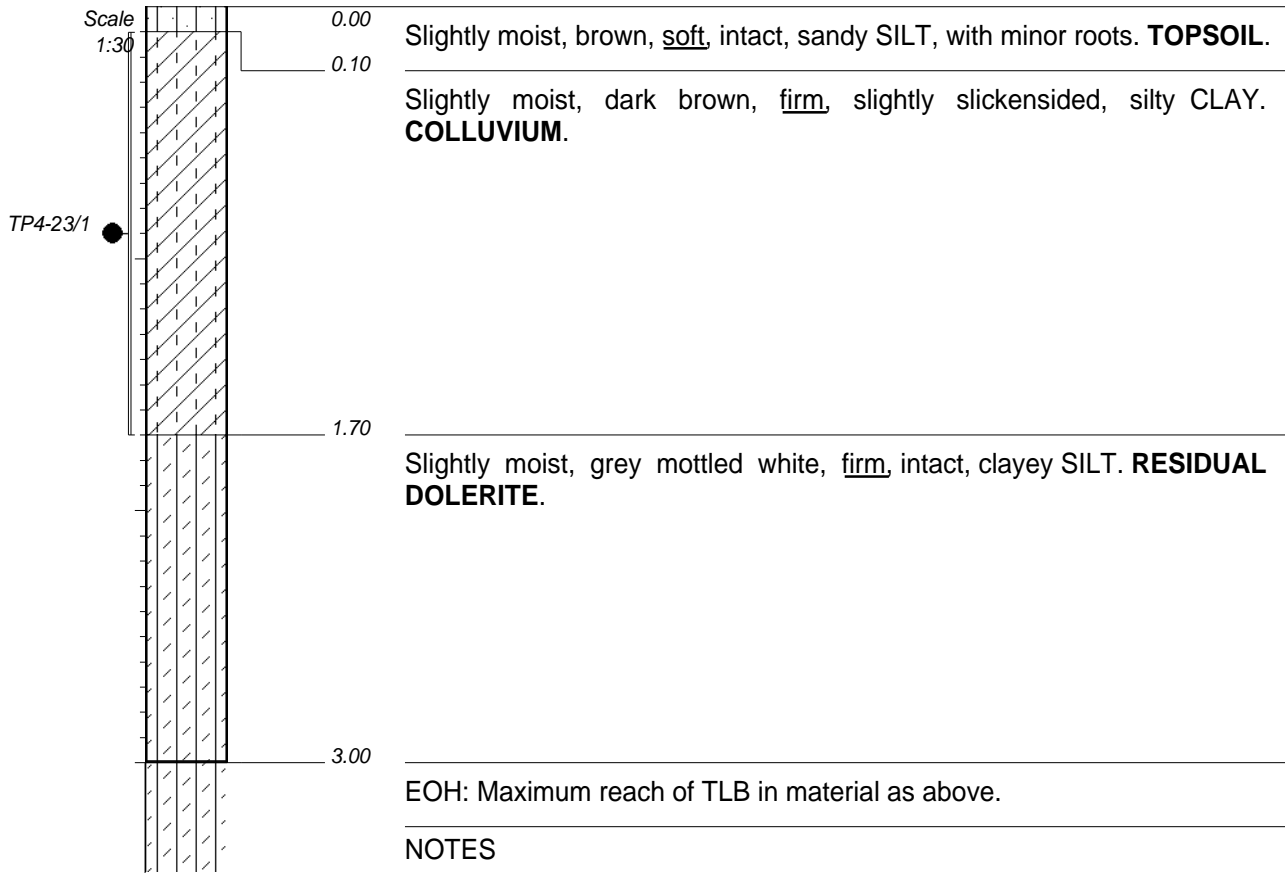 Scale
1:30
0.00
Slightly moist, brown, soft, intact, sandy SILT, with minor roots. TOPSOIL.
0.10
Slightly moist, dark brown, firm, slightly slickensided, silty CLAY.
COLLUVIUM.
TP4-23/1
1.70
Slightly moist, grey mottled white, firm, intact, clayey SILT. RESIDUAL
DOLERITE.
3.00
EOH: Maximum reach of TLB in material as above.
NOTES